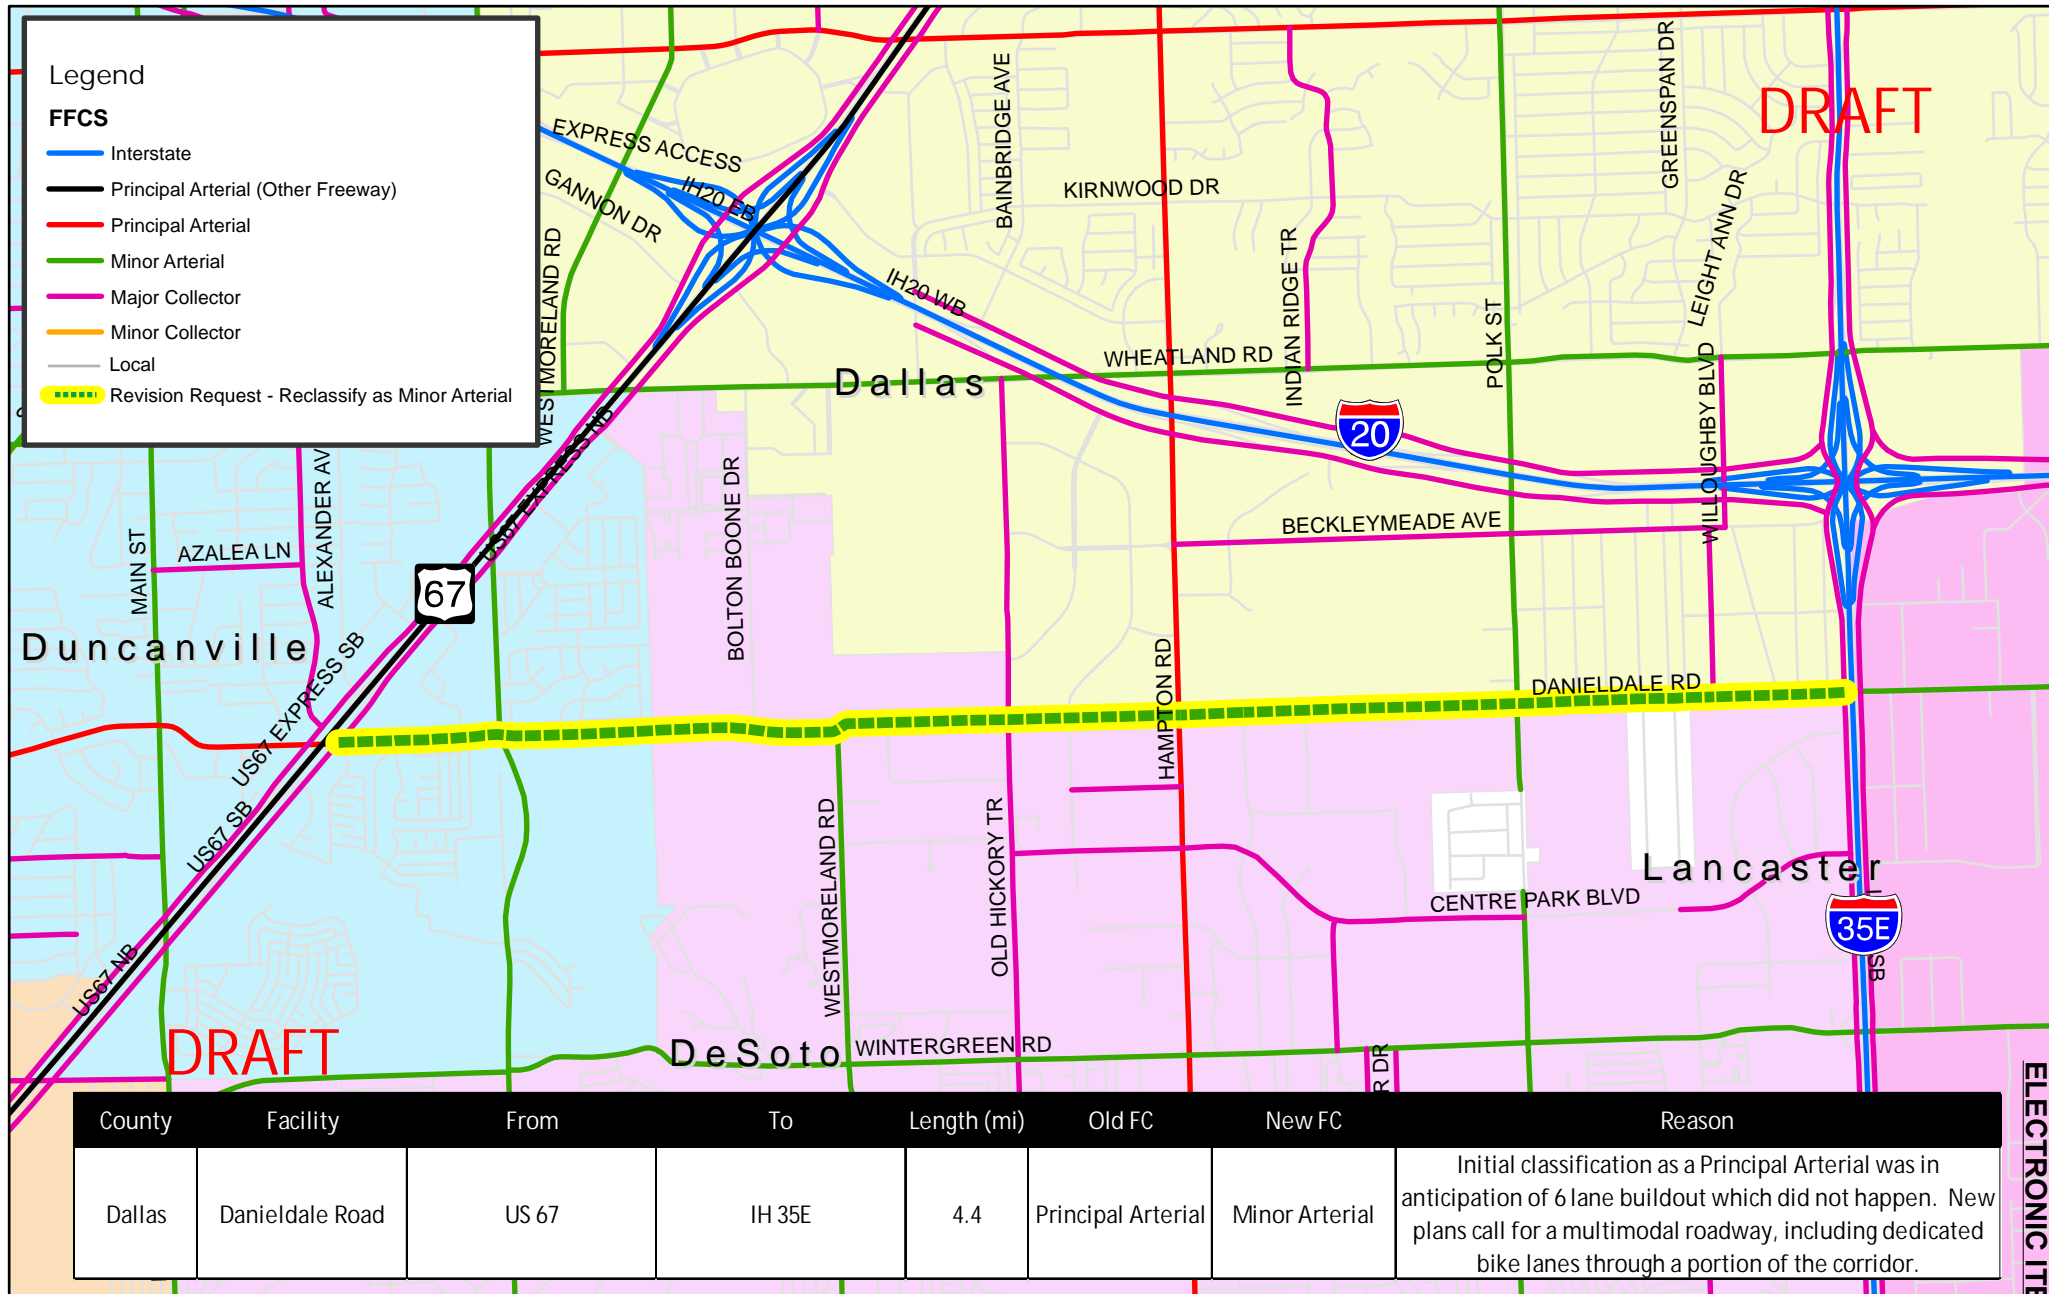 Legend
FFCS
Interstate
Principal Arterial (Other Freeway)
Principal Arterial
Minor Arterial
Major Collector
Minor Collector
Local
Revision Request - Reclassify as Minor Arterial
DRAFT
EXPRESS ACCESS
GANNON DR
IH20 EB
IH20 WB
BAINBRIDGE AVE
KIRNWOOD DR
INDIAN RIDGE TR
GREENSPAN DR
LEIGHT ANN DR
POLK ST
WESTMORELAND RD
WHEATLAND RD
Dallas
20
WILLOUGHBY BLVD
US67 EXPRESS NB
BECKLEYMEADE AVE
BOLTON BOONE DR
MAIN ST
AZALEA LN
ALEXANDER AV
67
Duncanville
US67 EXPRESS SB
HAMPTON RD
DANIELDALE RD
US67 SB
WESTMORELAND RD
OLD HICKORY TR
Lancaster
CENTRE PARK BLVD
35E
SB
US67 NB
DRAFT
DeSoto
WINTERGREEN RD
R DR
ELECTRONIC ITE
County Facility From To Length (mi) Old FC New FC Reason
Dallas Danieldale Road US 67 IH 35E 4.4 Principal Arterial Minor Arterial
Initial classification as a Principal Arterial was in
anticipation of 6 lane buildout which did not happen. New
plans call for a multimodal roadway, including dedicated
bike lanes through a portion of the corridor.